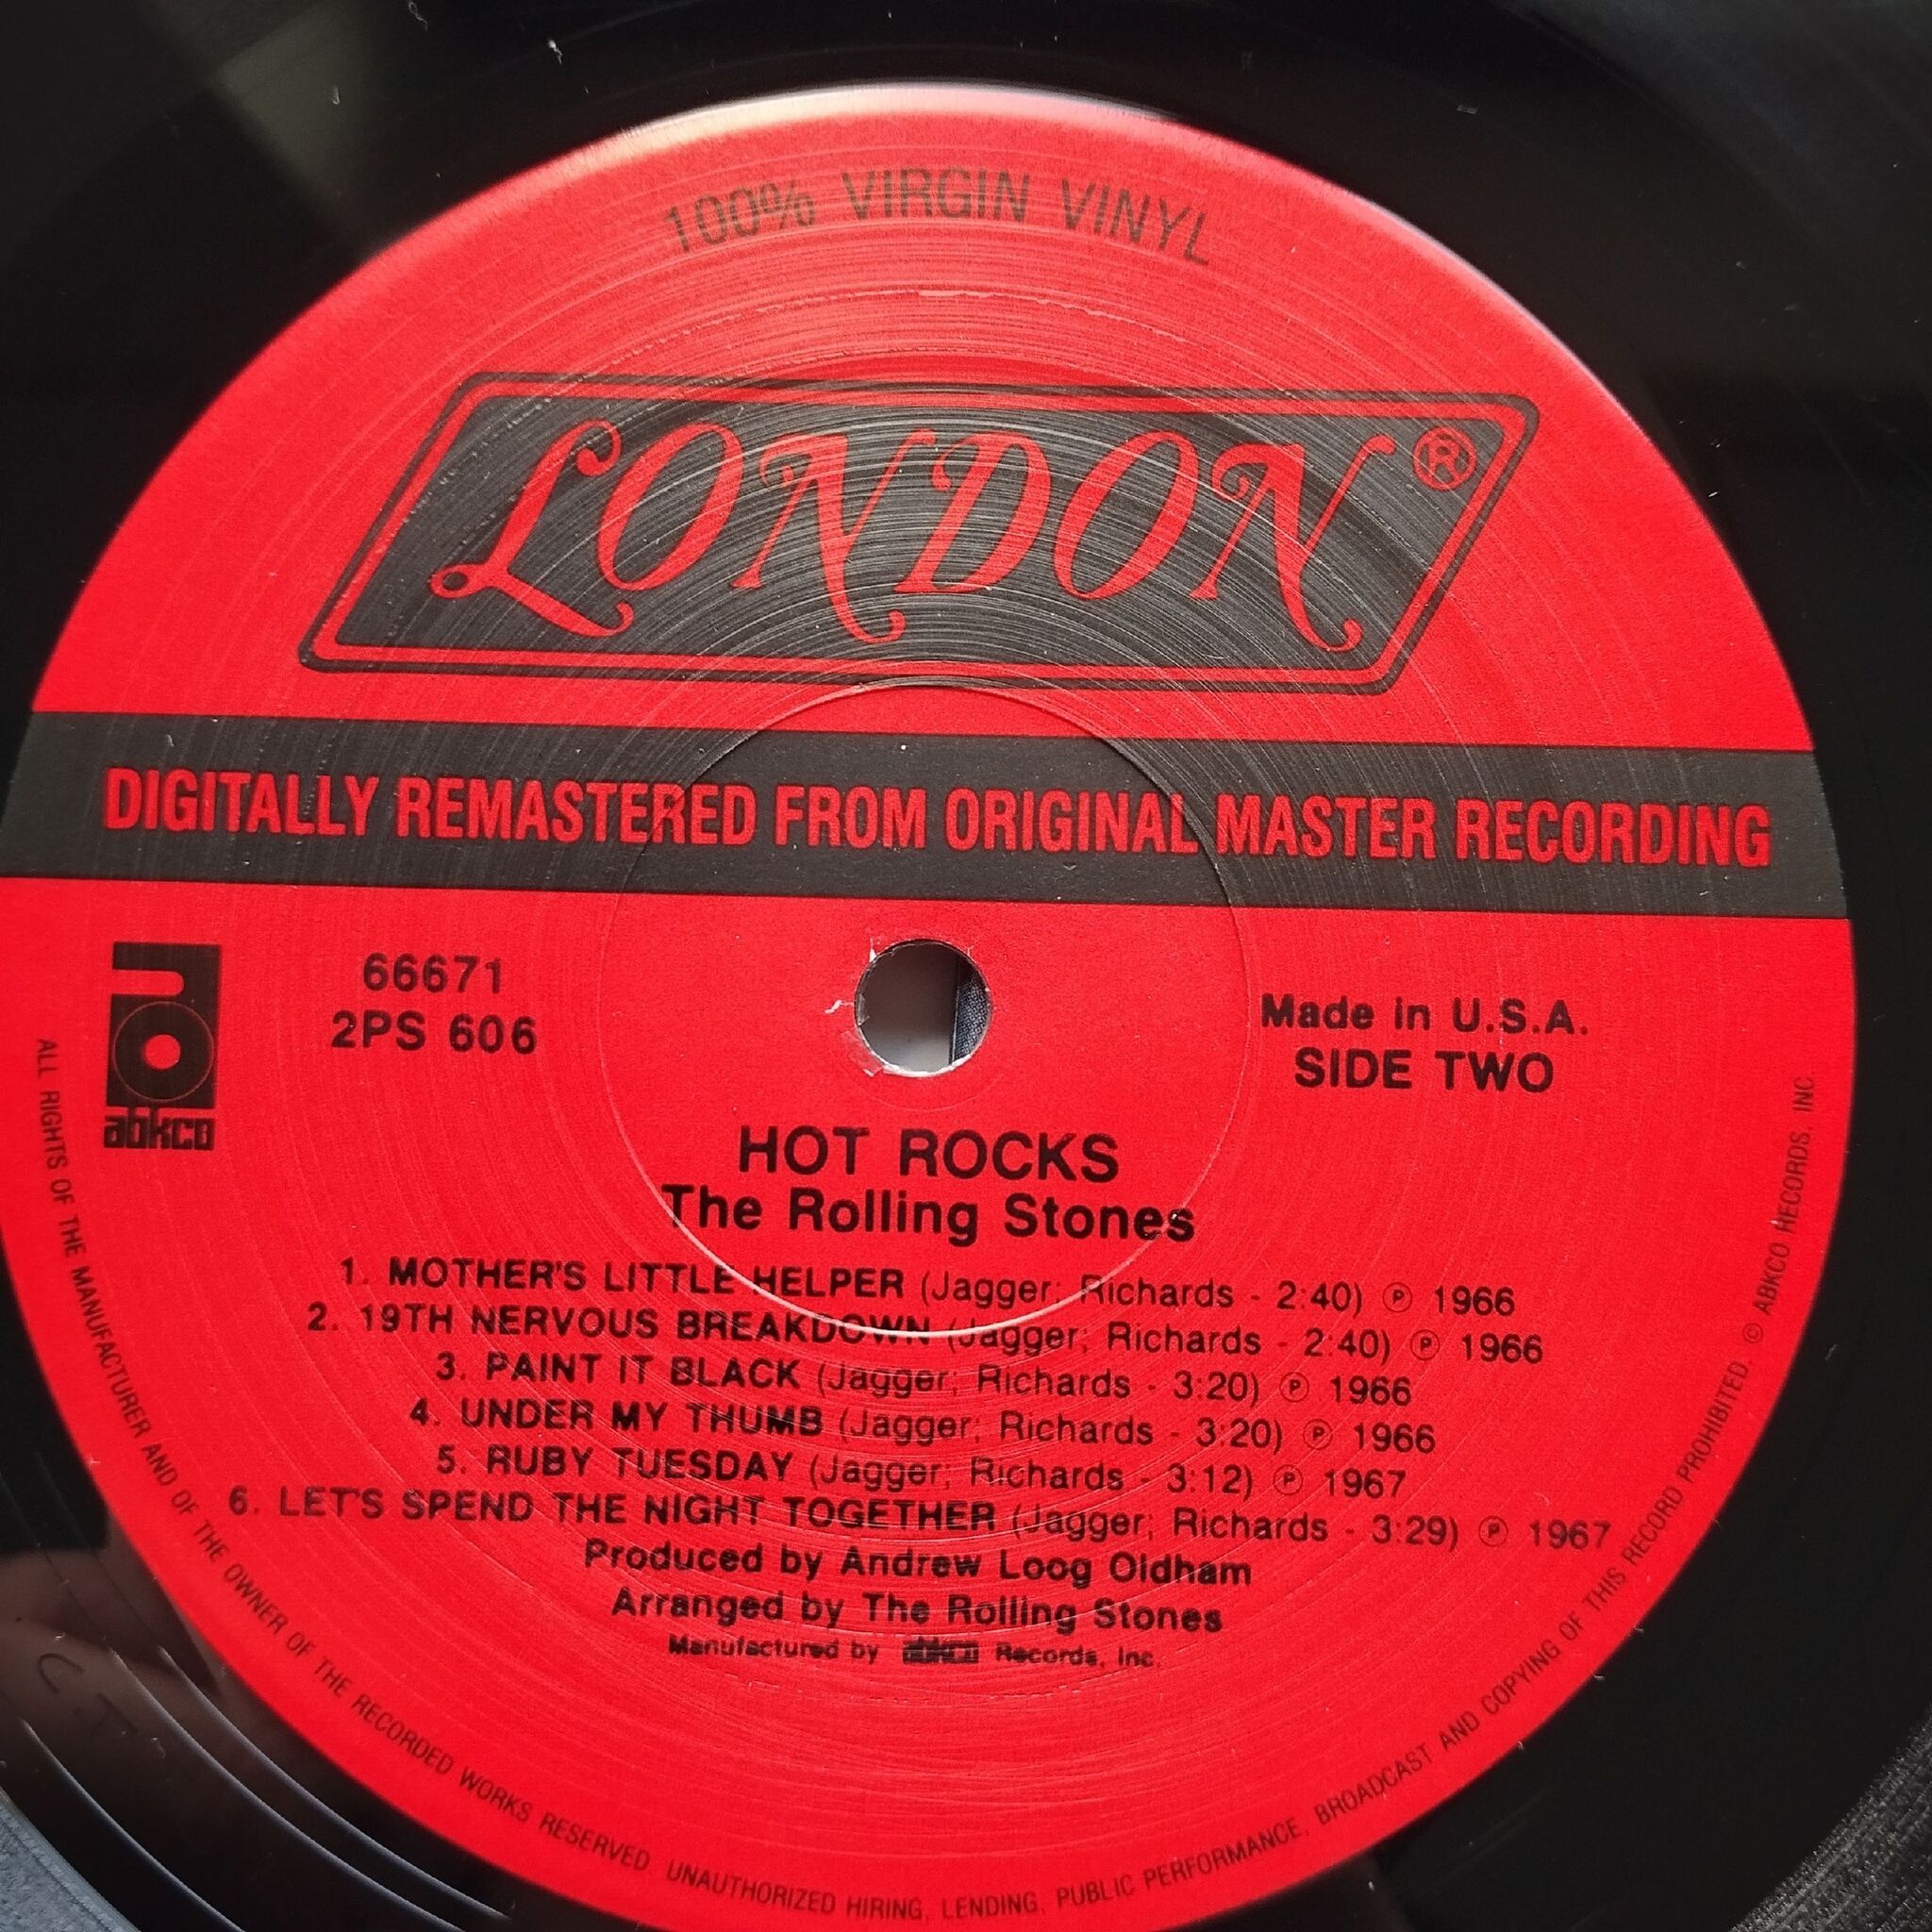 100% VIRGIN VINYL
LONDON®
DIGITALLY REMASTERED FROM ORIGINAL MASTER RECORDING
abkco
66671
2PS 606
Made in U.S.A.
SIDE TWO
HOT ROCKS
The Rolling Stones
1. MOTHER'S LITTLE HELPER (Jagger; Richards - 2:40) ℗ 1966
2. 19TH NERVOUS BREAKDOWN (Jagger; Richards - 2:40) ℗ 1966
3. PAINT IT BLACK (Jagger; Richards - 3:20) ℗ 1966
4. UNDER MY THUMB (Jagger; Richards - 3:20) ℗ 1966
5. RUBY TUESDAY (Jagger; Richards - 3:12) ℗ 1967
6. LET'S SPEND THE NIGHT TOGETHER (Jagger; Richards - 3:29) ℗ 1967
Produced by Andrew Loog Oldham
Arranged by The Rolling Stones
Manufactured by abkco Records, Inc.
ALL RIGHTS OF THE MANUFACTURER AND OF THE OWNER OF THE RECORDED WORKS RESERVED. UNAUTHORIZED HIRING, LENDING, PUBLIC PERFORMANCE, BROADCAST AND COPYING OF THIS RECORD PROHIBITED. © ABKCO RECORDS, INC.